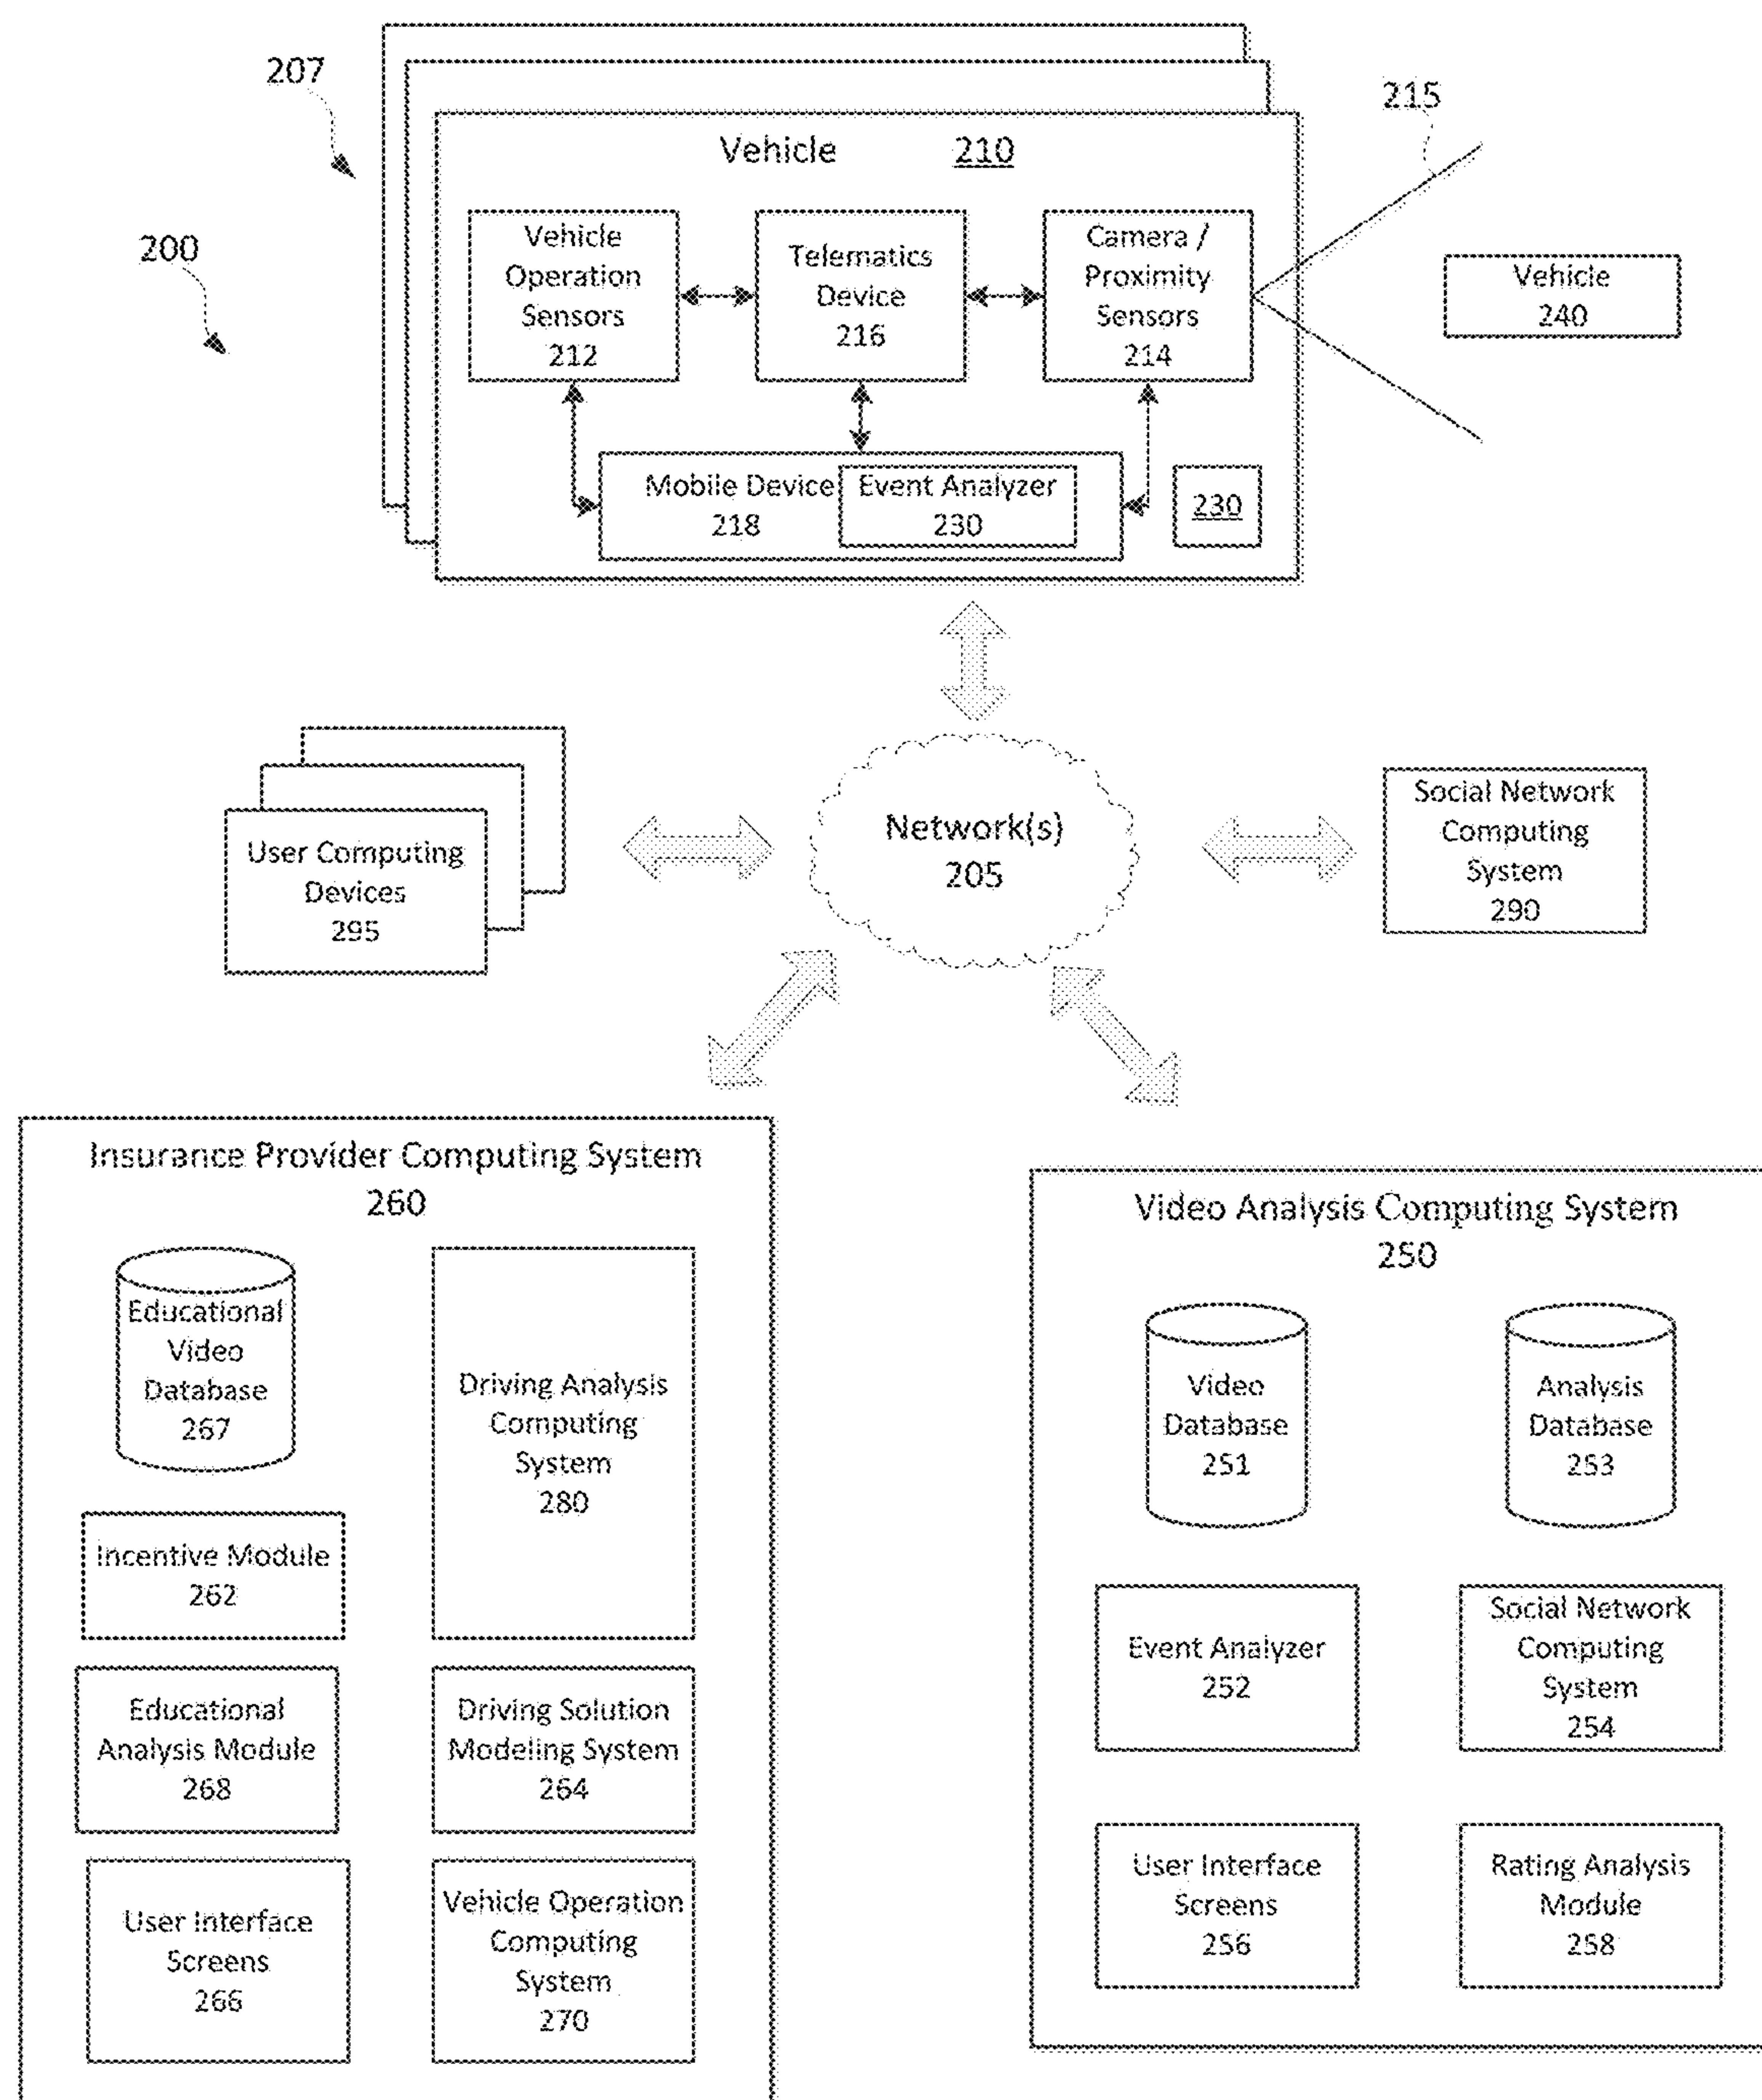 207
215
200
Vehicle 210
Vehicle
Operation
Sensors
212
Telematics
Device
216
Camera /
Proximity
Sensors
214
Vehicle
240
Mobile Device
218
Event Analyzer
230
230
User Computing
Devices
295
Network(s)
205
Social Network
Computing
System
290
Insurance Provider Computing System
260
Educational
Video
Database
267
Driving Analysis
Computing
System
280
Incentive Module
262
Educational
Analysis Module
268
Driving Solution
Modeling System
264
User Interface
Screens
266
Vehicle Operation
Computing
System
270
Video Analysis Computing System
250
Video
Database
251
Analysis
Database
253
Event Analyzer
252
Social Network
Computing
System
254
User Interface
Screens
256
Rating Analysis
Module
258